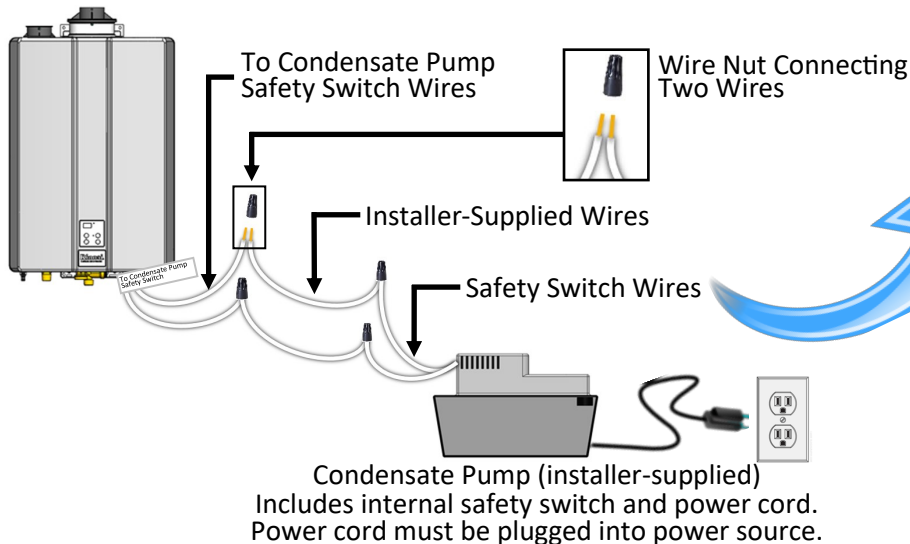 To Condensate Pump
Safety Switch Wires
Wire Nut Connecting
Two Wires
Installer-Supplied Wires
Rinnai
To Condensate Pump
Safety Switch
Safety Switch Wires
Condensate Pump (installer-supplied)
Includes internal safety switch and power cord.
Power cord must be plugged into power source.